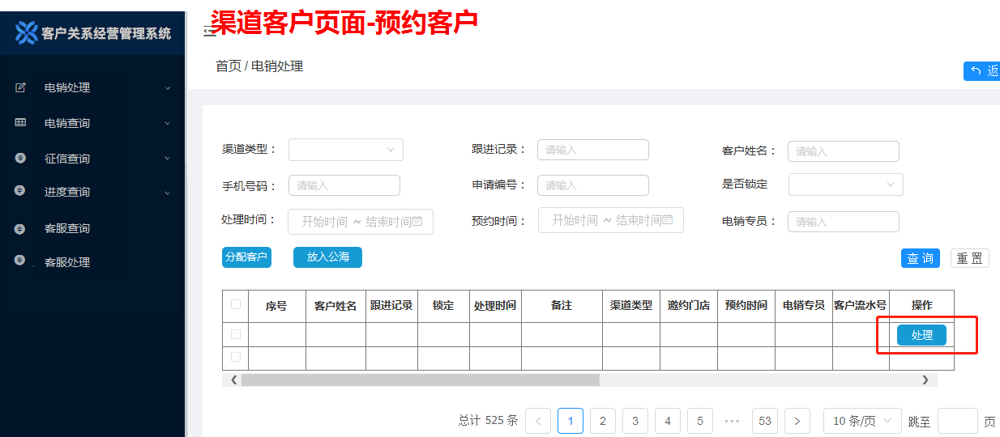 渠道客户页面-预约客户
客户关系经营管理系统
首页 / 电销处理
返
电销处理
电销查询
征信查询
进度查询
客服查询
客服处理
渠道类型： 跟进记录： 请输入 客户姓名： 请输入
手机号码： 请输入 申请编号： 请输入 是否锁定
处理时间： 开始时间 ~ 结束时间 预约时间： 开始时间 ~ 结束时间 电销专员： 请输入
分配客户 放入公海 查 询 重 置
序号 客户姓名 跟进记录 锁定 处理时间 备注 渠道类型 邀约门店 预约时间 电销专员 客户流水号 操作
处理
总计 525 条 < 1 2 3 4 5 ••• 53 > 10 条/页 跳至 页